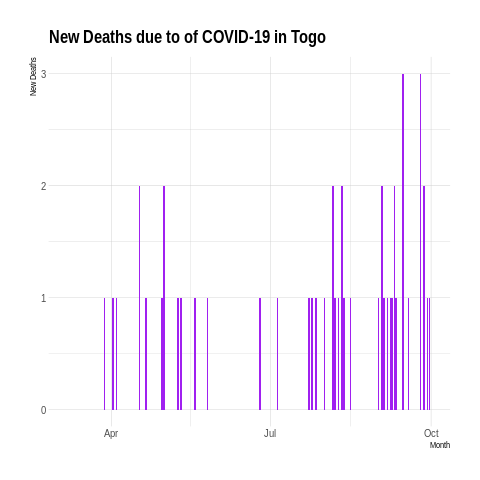 New Deaths due to of COVID-19 in Togo
New Deaths
3
2
1
0
Apr Jul Oct
Month